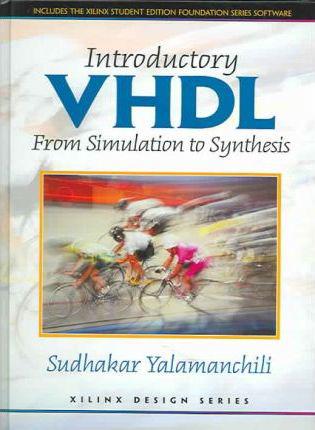 INCLUDES THE XILINX STUDENT EDITION FOUNDATION SERIES SOFTWARE
Introductory
VHDL
From Simulation to Synthesis
Sudhakar Yalamanchili
XILINX DESIGN SERIES